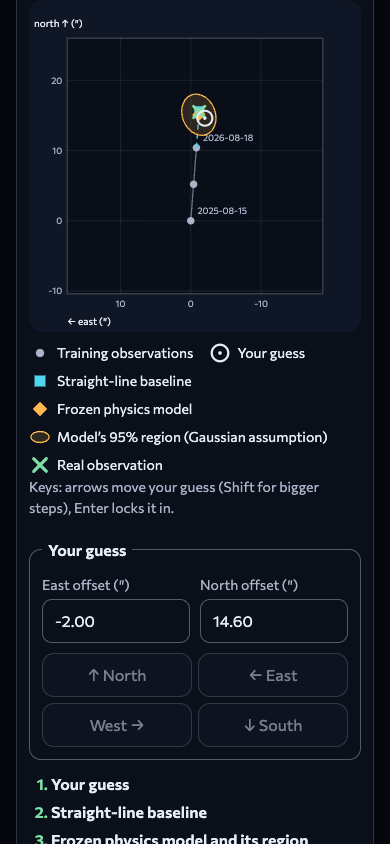 north ↑ (″)
20
10
0
-10
2026-08-18
2025-08-15
10
0
-10
← east (″)
Training observations
Your guess
Straight-line baseline
Frozen physics model
Model's 95% region (Gaussian assumption)
Real observation
Keys: arrows move your guess (Shift for bigger
steps), Enter locks it in.
Your guess
East offset (″)
North offset (″)
-2.00
14.60
↑ North
← East
West →
↓ South
1. Your guess
2. Straight-line baseline
3. Frozen physics model and its region